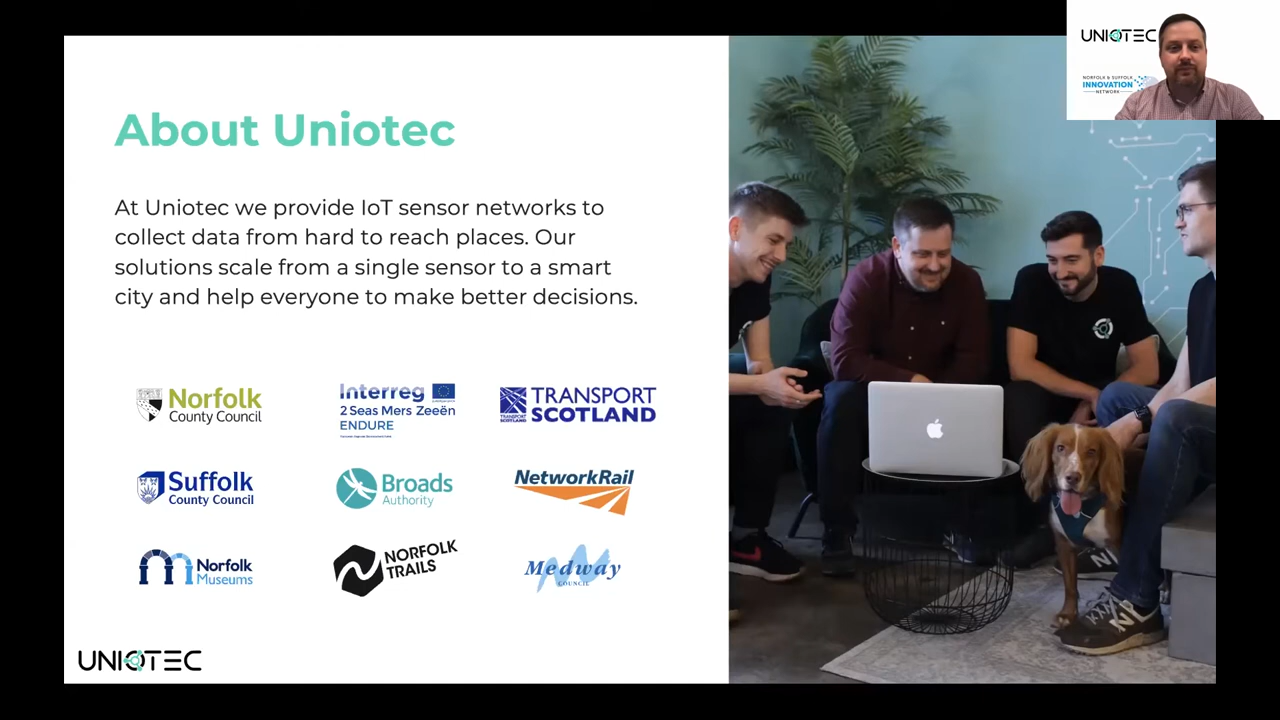 About Uniotec
At Uniotec we provide IoT sensor networks to
collect data from hard to reach places. Our
solutions scale from a single sensor to a smart
city and help everyone to make better decisions.
Norfolk
County Council
Interreg
2 Seas Mers Zeeën
ENDURE
TRANSPORT
SCOTLAND
TRANSPORT
SCOTLAND
Suffolk
County Council
Broads
Authority
NetworkRail
Norfolk
Museums
NORFOLK
TRAILS
Medway
COUNCIL
UNIOTEC
UNIOTEC
NORFOLK & SUFFOLK
INNOVATION
NETWORK